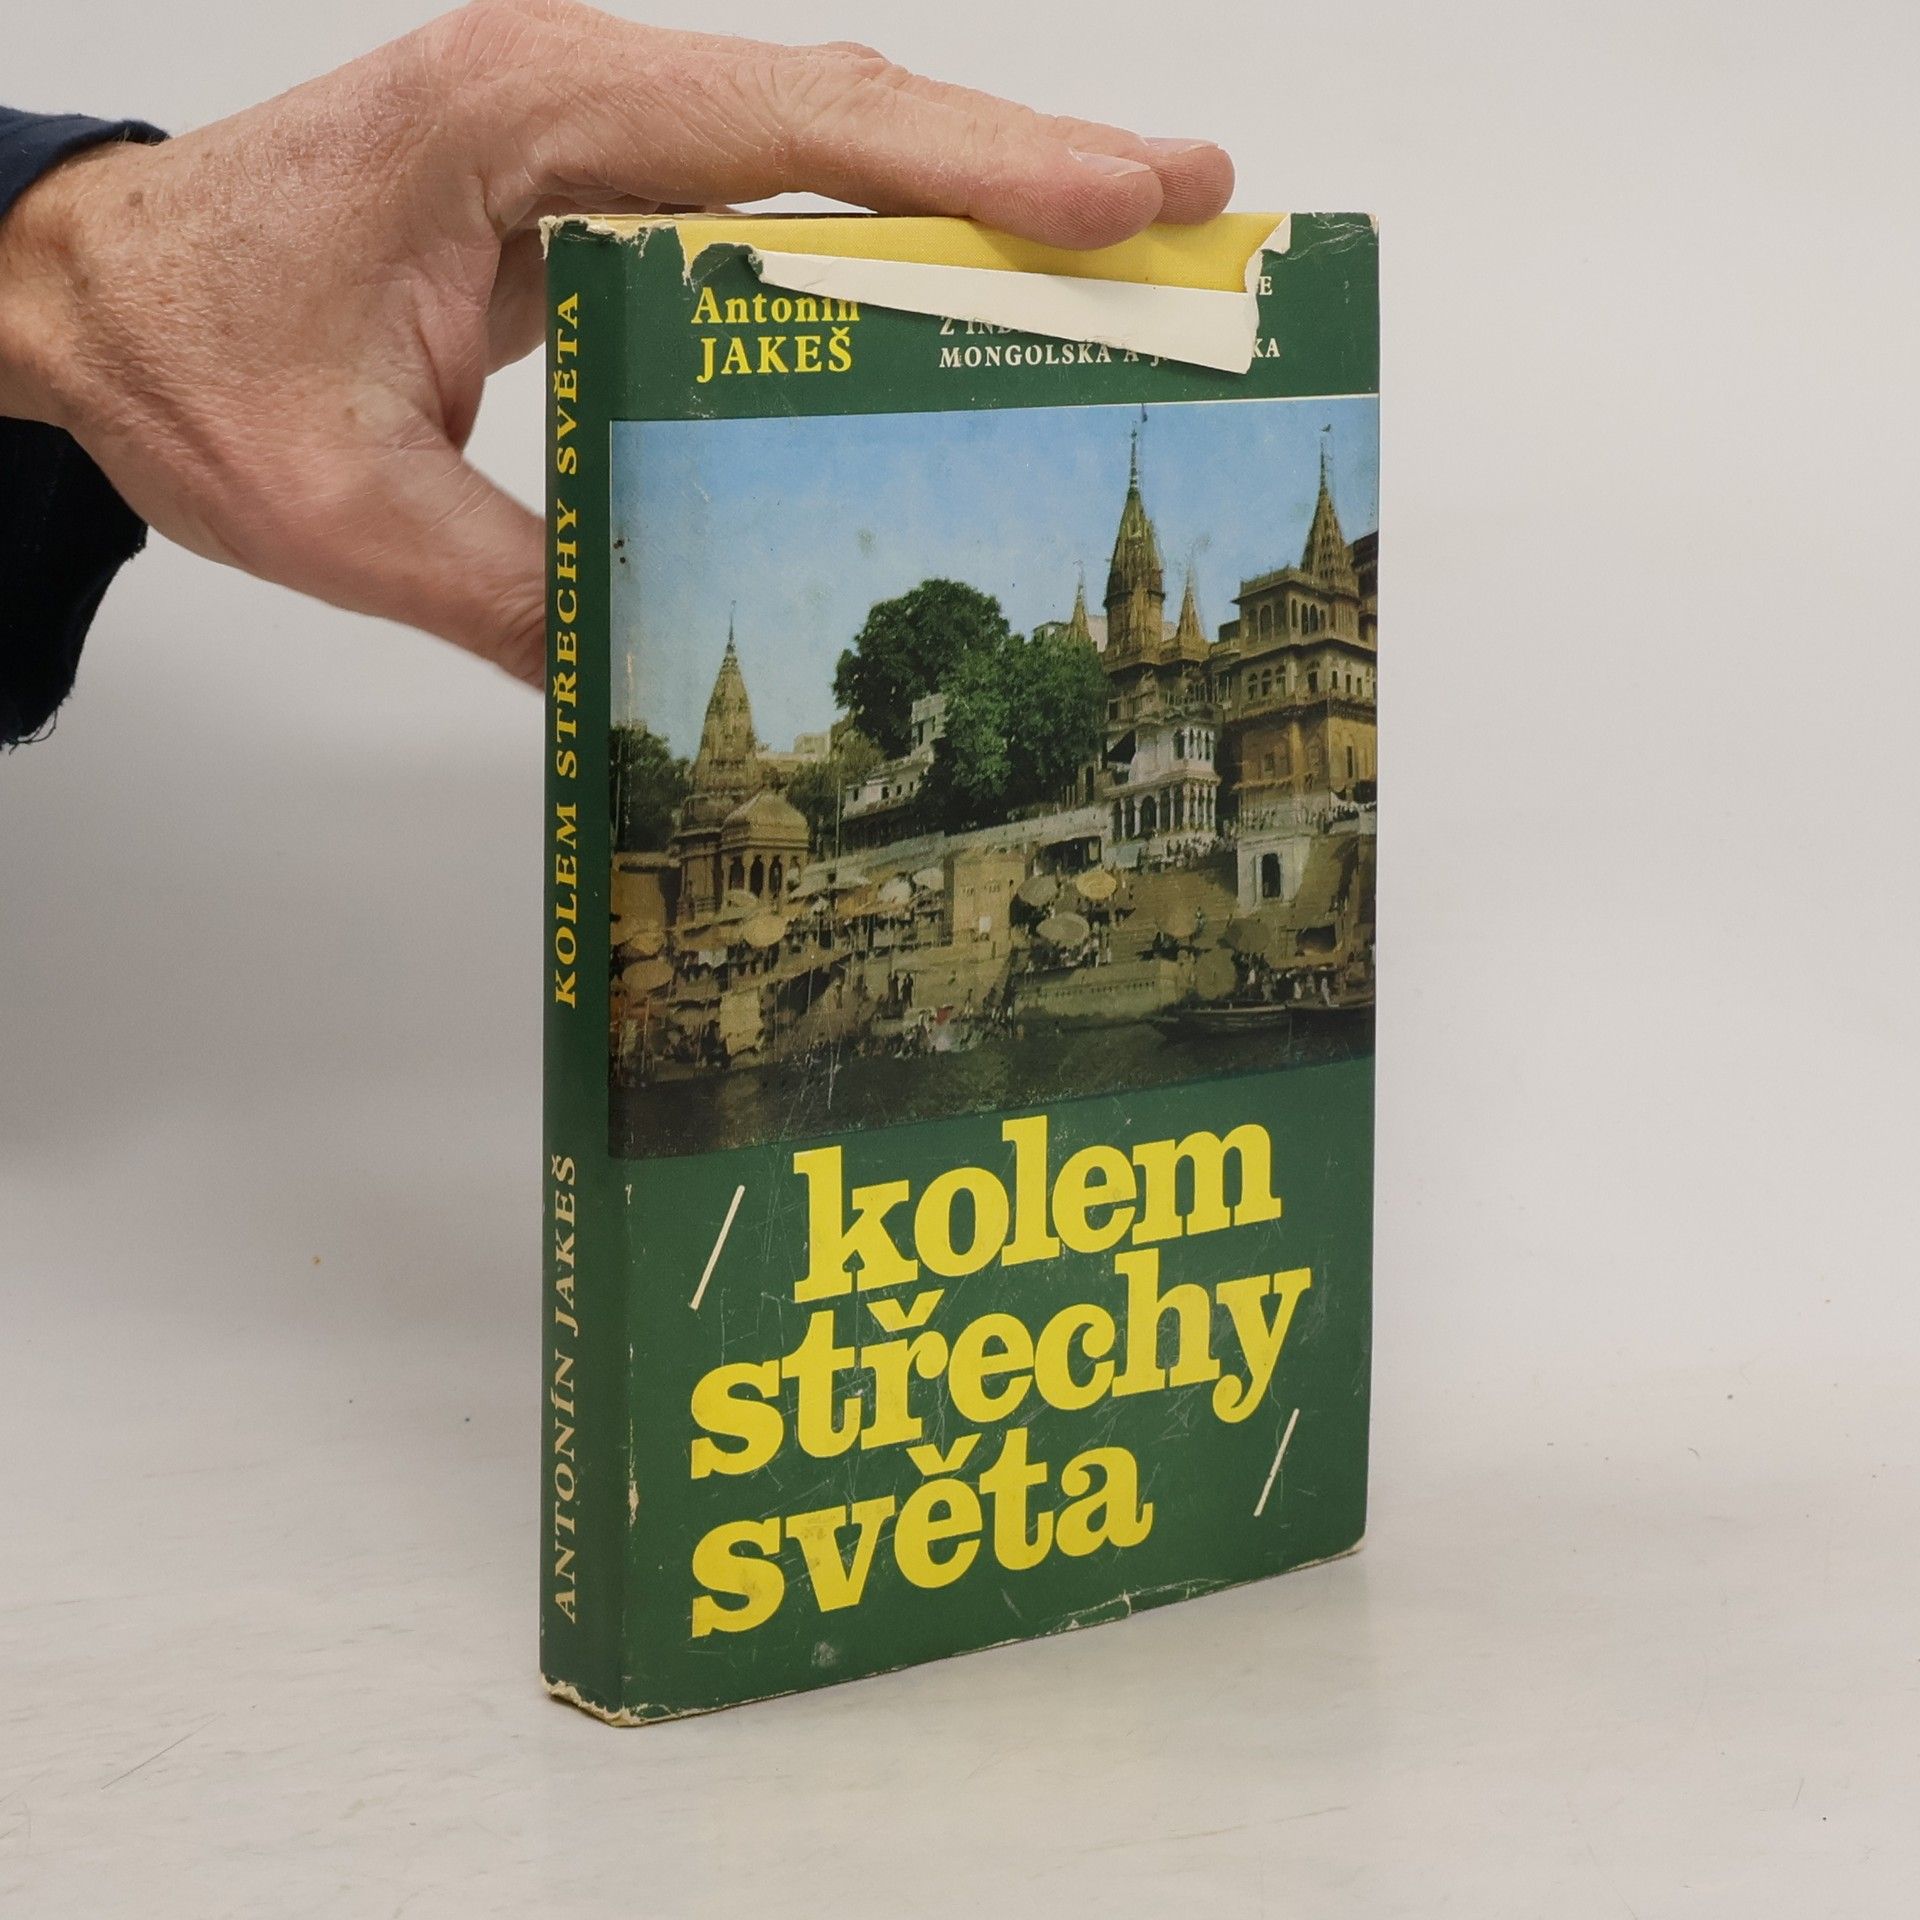 Antonín
JAKEŠ
MONGOLSKA A
kolem
střechy
světa
ANTONÍN JAKEŠ KOLEM STŘECHY SVĚTA